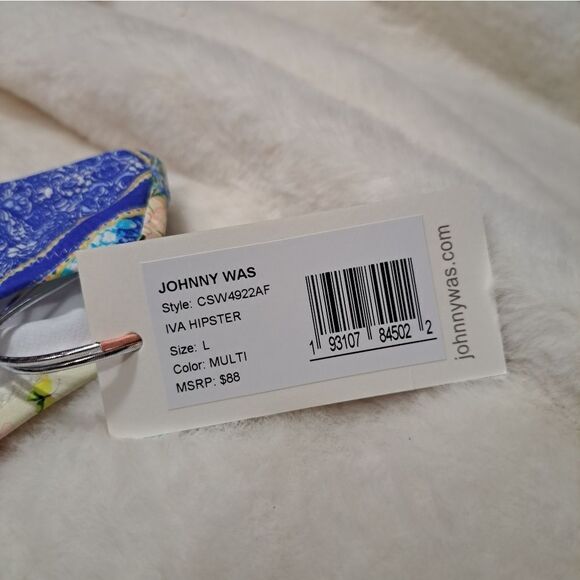 JOHNNY WAS
Style: CSW4922AF
IVA HIPSTER
Size: L
Color: MULTI
MSRP: $88
1 93107 84502 2
johnnywas.com